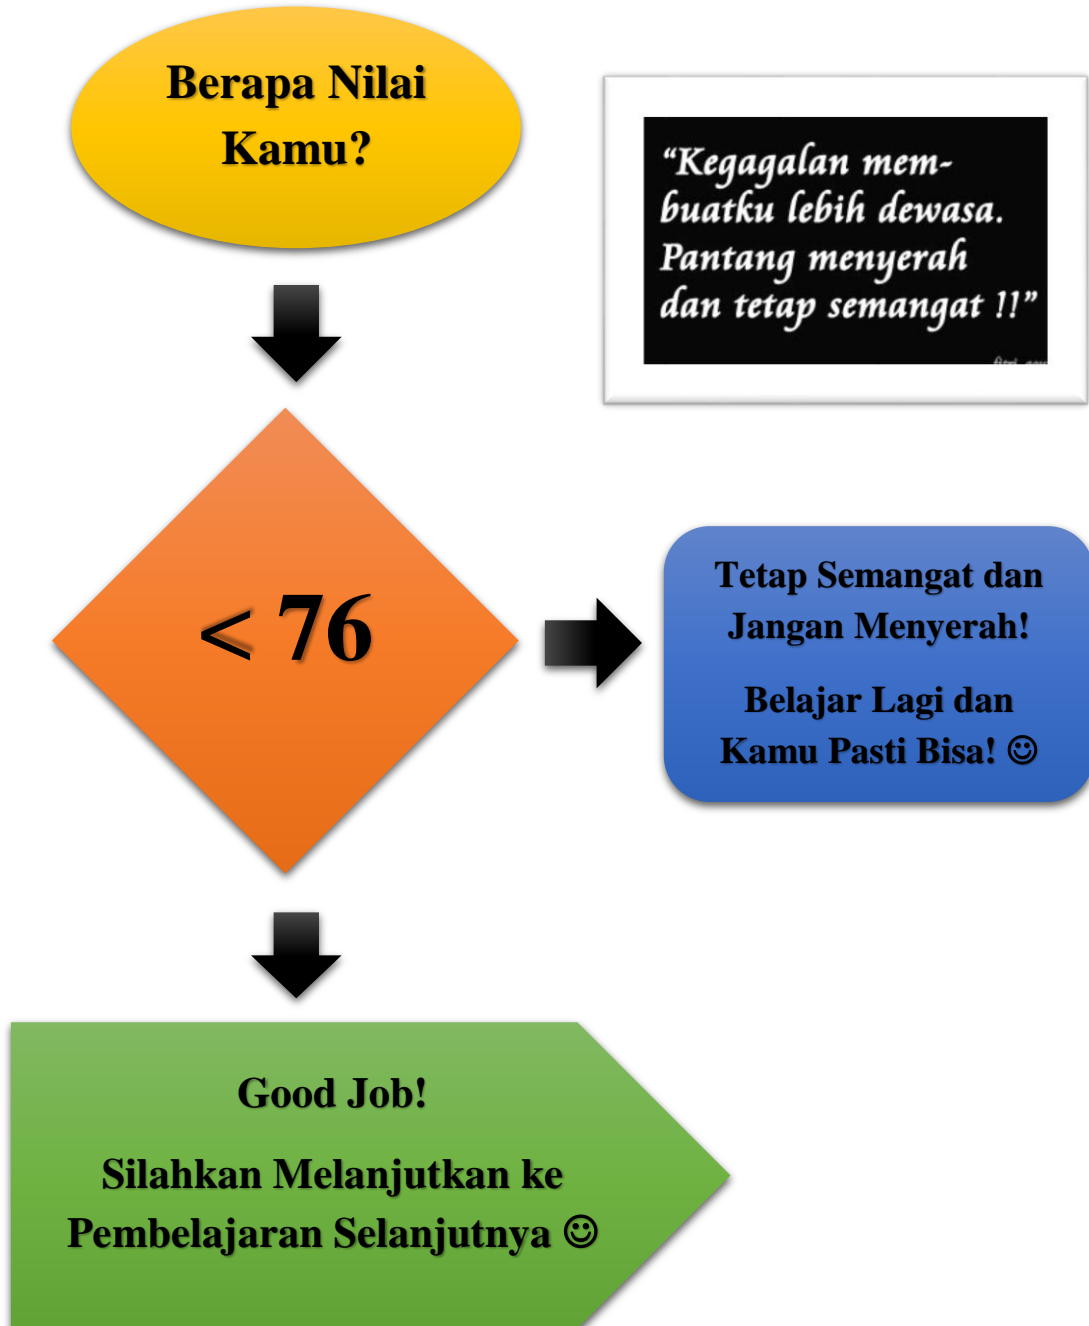 Berapa Nilai
Kamu?
“Kegagalan mem-
buatku lebih dewasa.
Pantang menyerah
dan tetap semangat !!”
< 76
Tetap Semangat dan
Jangan Menyerah!
Belajar Lagi dan
Kamu Pasti Bisa! ☺
Good Job!
Silahkan Melanjutkan ke
Pembelajaran Selanjutnya ☺